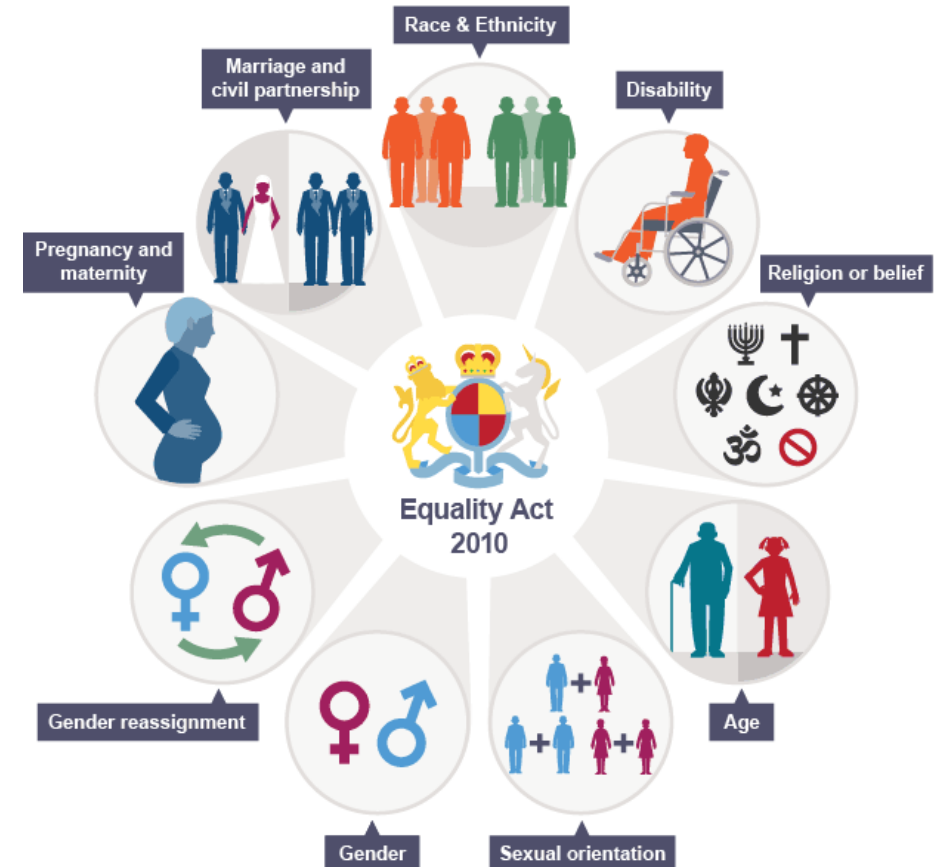 Race & Ethnicity
Marriage and
civil partnership
Disability
Pregnancy and
maternity
Religion or belief
Equality Act
2010
Gender reassignment
Age
Gender
Sexual orientation